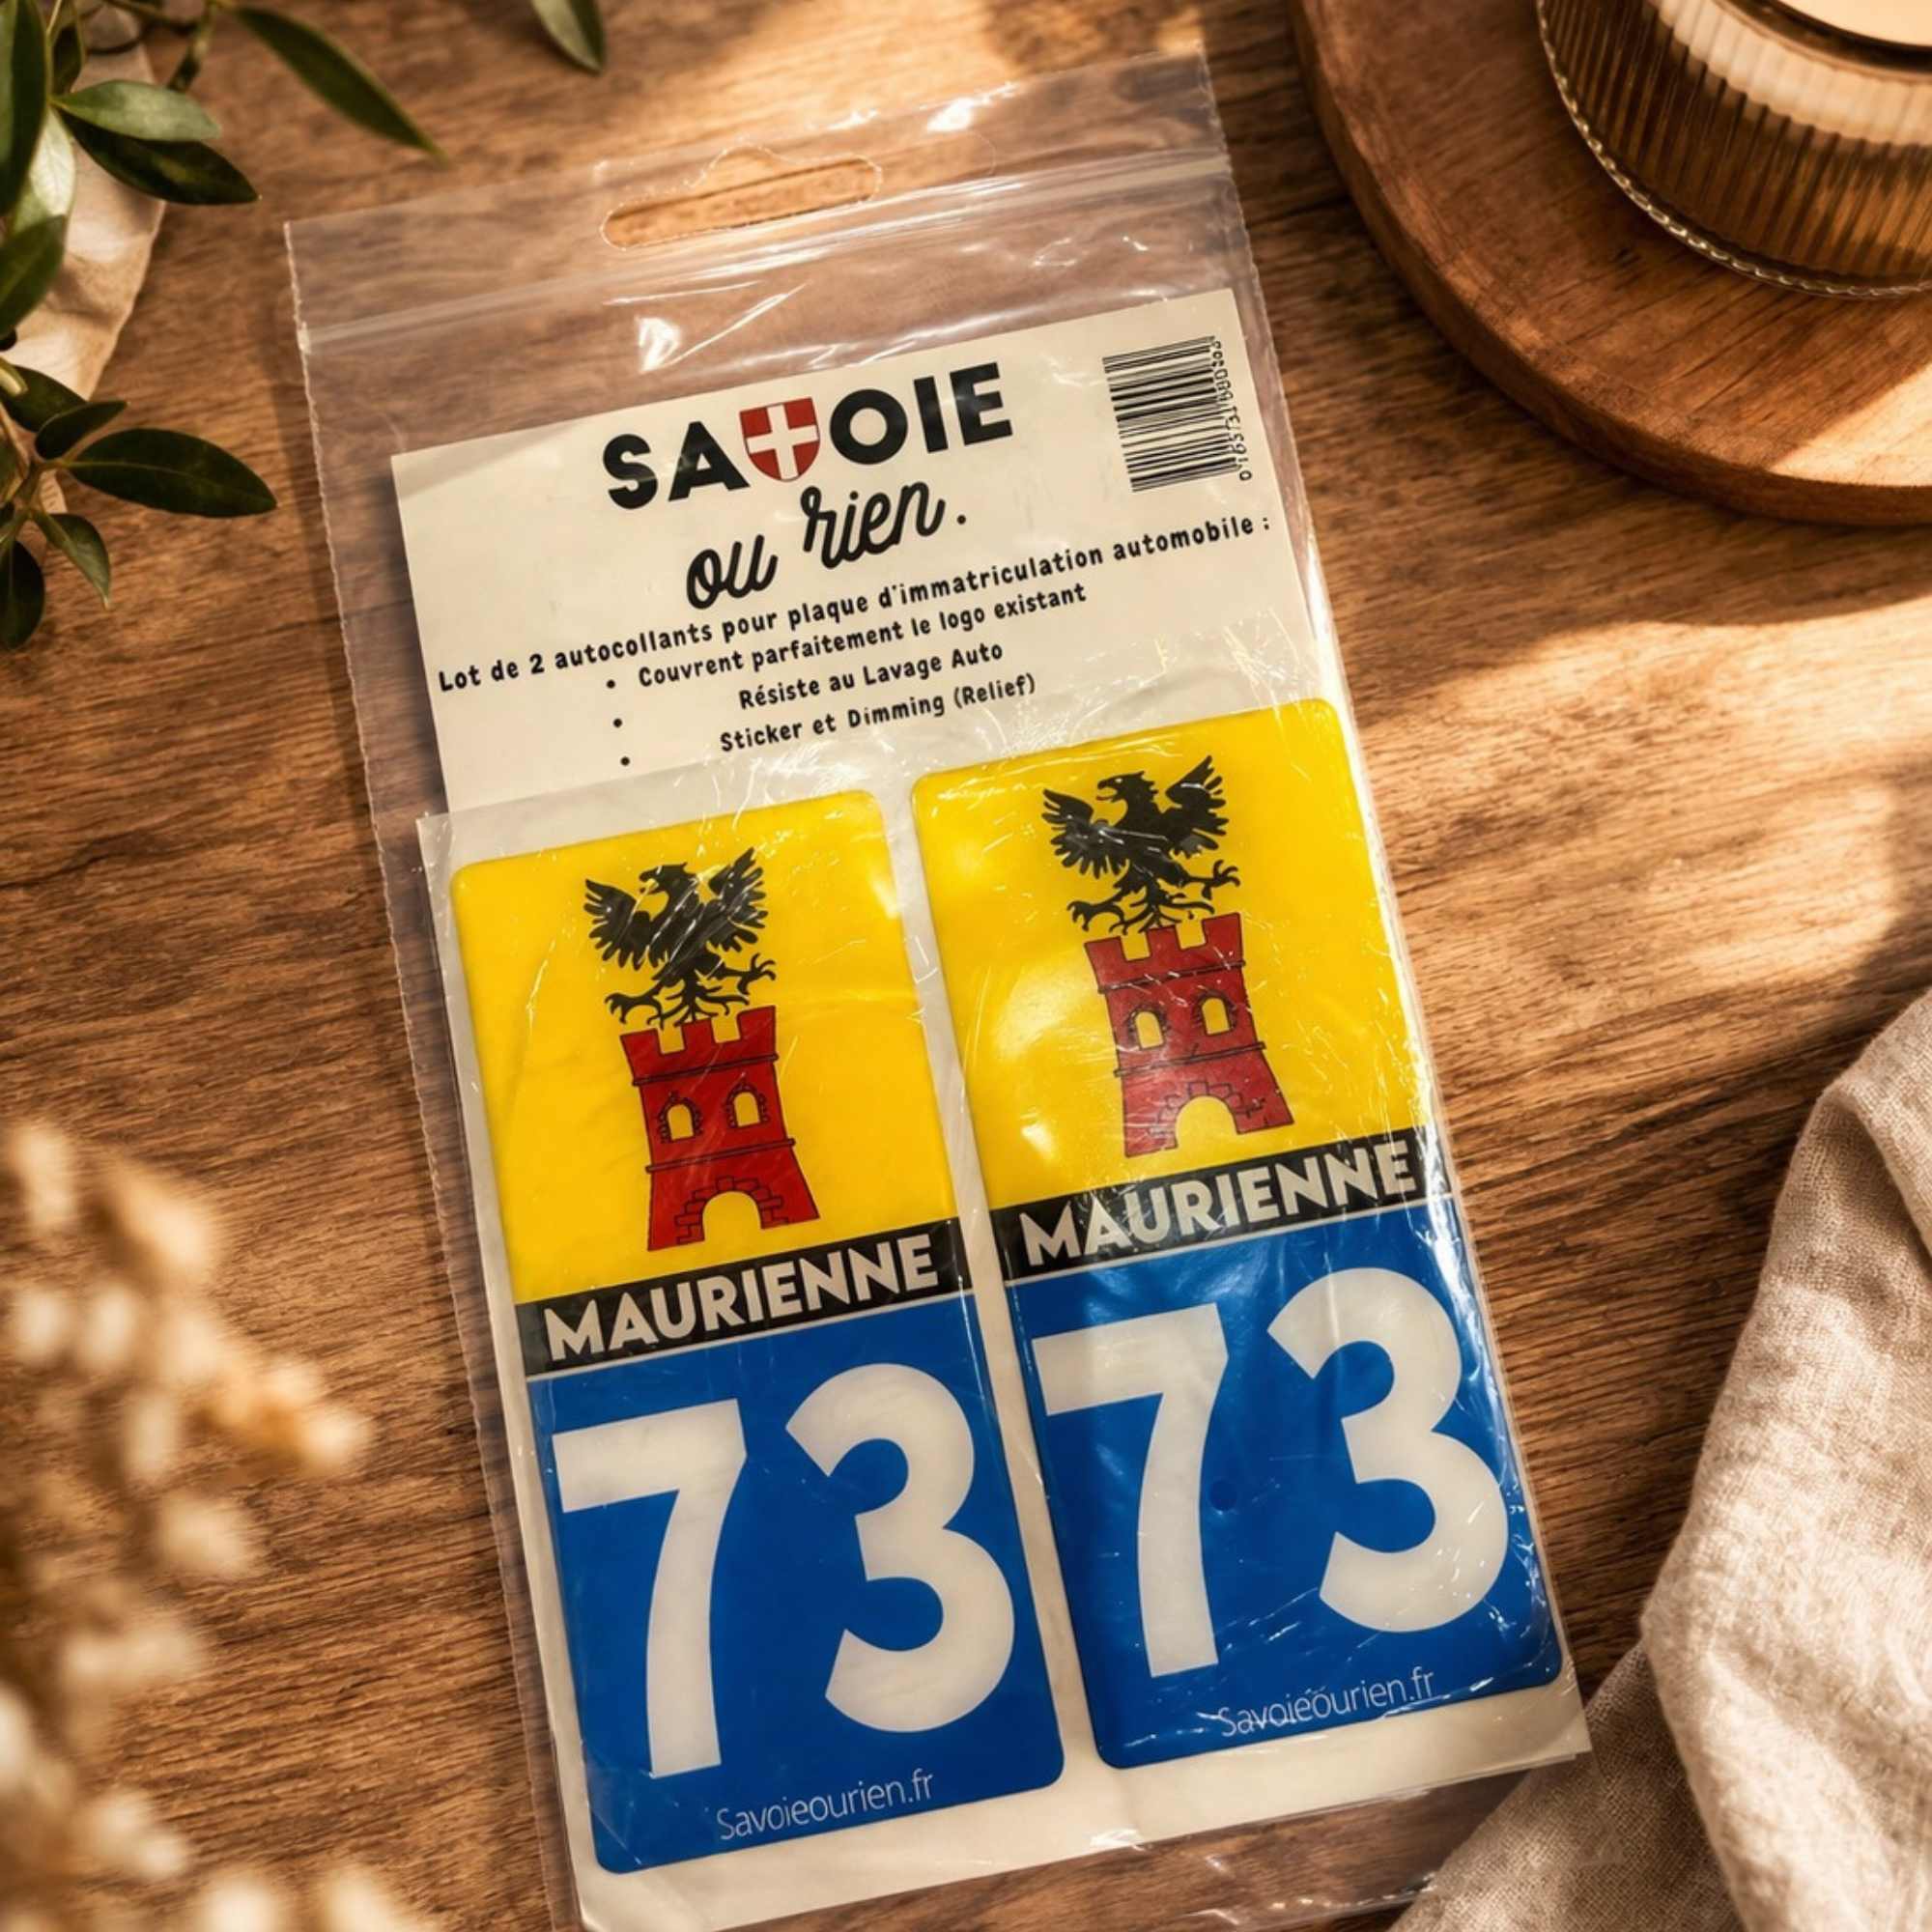 SAVOIE
ou rien.
Lot de 2 autocollants pour plaque d'immatriculation automobile :
• Couvrent parfaitement le logo existant
• Résiste au Lavage Auto
• Sticker et Dimming (Relief)
MAURIENNE
73
Savoieourien.fr
MAURIENNE
73
Savoieourien.fr